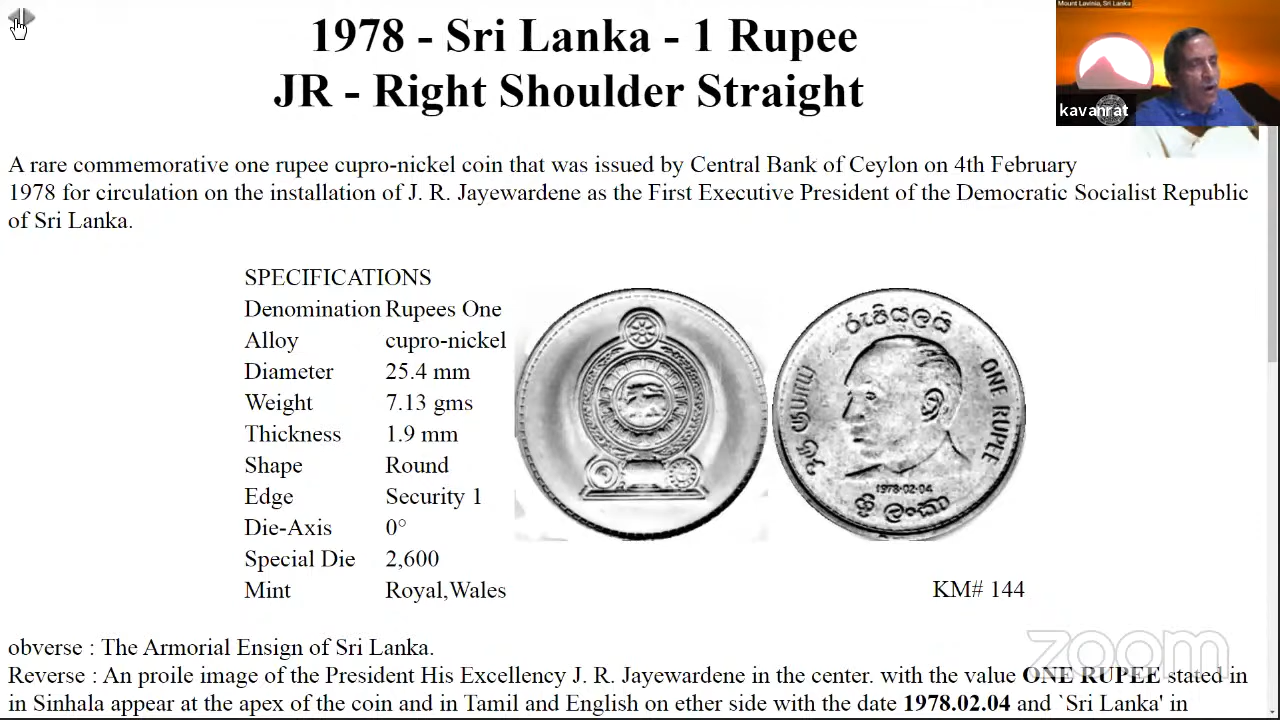 1978 - Sri Lanka - 1 Rupee
JR - Right Shoulder Straight
Mount Lavinia, Sri Lanka
kavanrat
A rare commemorative one rupee cupro-nickel coin that was issued by Central Bank of Ceylon on 4th February
1978 for circulation on the installation of J. R. Jayewardene as the First Executive President of the Democratic Socialist Republic
of Sri Lanka.
SPECIFICATIONS
Denomination Rupees One
Alloy cupro-nickel
Diameter 25.4 mm
Weight 7.13 gms
Thickness 1.9 mm
Shape Round
Edge Security 1
Die-Axis 0°
Special Die 2,600
Mint Royal,Wales
රුපියලයි
ஒரு ரூபாய்
ONE RUPEE
1978·02·04
ශ්‍රී ලංකා
KM# 144
obverse : The Armorial Ensign of Sri Lanka.
Reverse : An proile image of the President His Excellency J. R. Jayewardene in the center. with the value ONE RUPEE stated in
in Sinhala appear at the apex of the coin and in Tamil and English on ether side with the date 1978.02.04 and `Sri Lanka' in
zoom